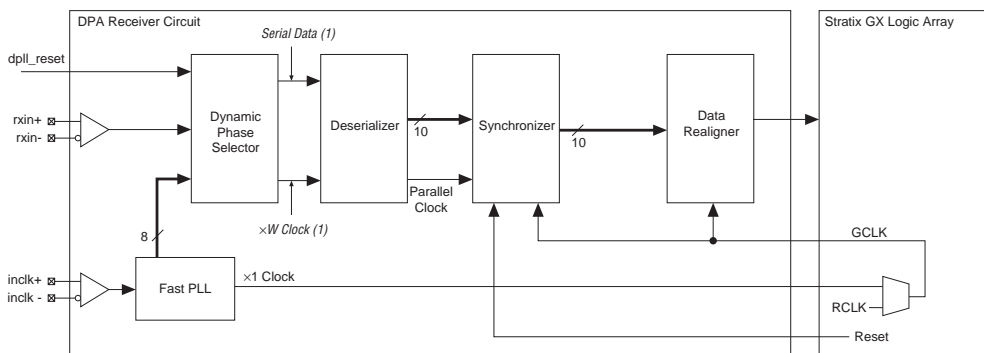 DPA Receiver Circuit
Stratix GX Logic Array
Serial Data (1)
dpll_reset
rxin+
rxin-
Dynamic
Phase
Selector
Deserializer
10
Synchronizer
10
Data
Realigner
Parallel
Clock
×W Clock (1)
8
GCLK
inclk+
inclk -
Fast PLL
×1 Clock
RCLK
Reset